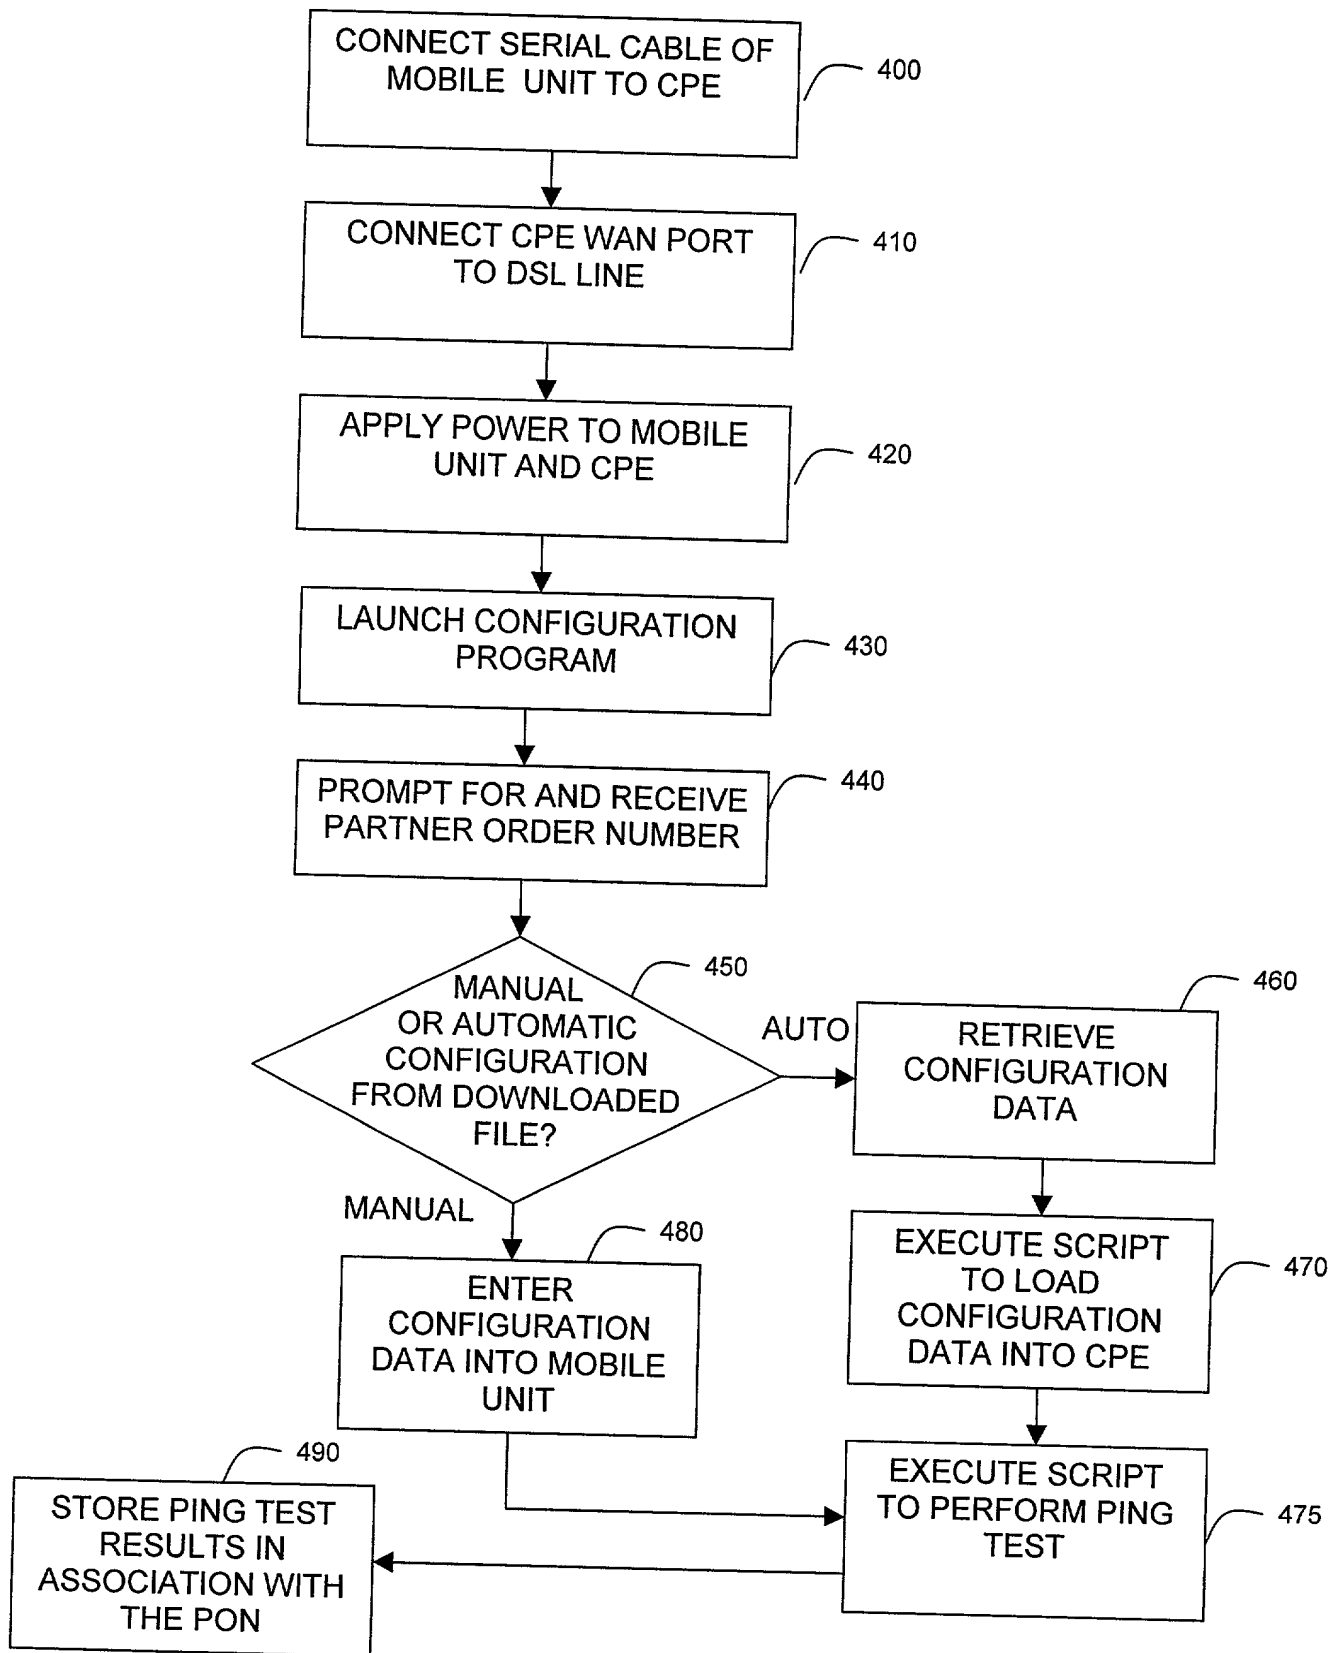 CONNECT SERIAL CABLE OF
MOBILE UNIT TO CPE
400
CONNECT CPE WAN PORT
TO DSL LINE
410
APPLY POWER TO MOBILE
UNIT AND CPE
420
LAUNCH CONFIGURATION
PROGRAM
430
PROMPT FOR AND RECEIVE
PARTNER ORDER NUMBER
440
MANUAL
OR AUTOMATIC
CONFIGURATION
FROM DOWNLOADED
FILE?
450
AUTO
MANUAL
RETRIEVE
CONFIGURATION
DATA
460
EXECUTE SCRIPT
TO LOAD
CONFIGURATION
DATA INTO CPE
470
ENTER
CONFIGURATION
DATA INTO MOBILE
UNIT
480
EXECUTE SCRIPT
TO PERFORM PING
TEST
475
STORE PING TEST
RESULTS IN
ASSOCIATION WITH
THE PON
490